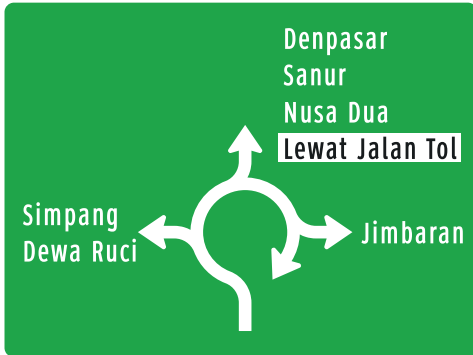 Denpasar
Sanur
Nusa Dua
Lewat Jalan Tol
Simpang
Dewa Ruci
Jimbaran